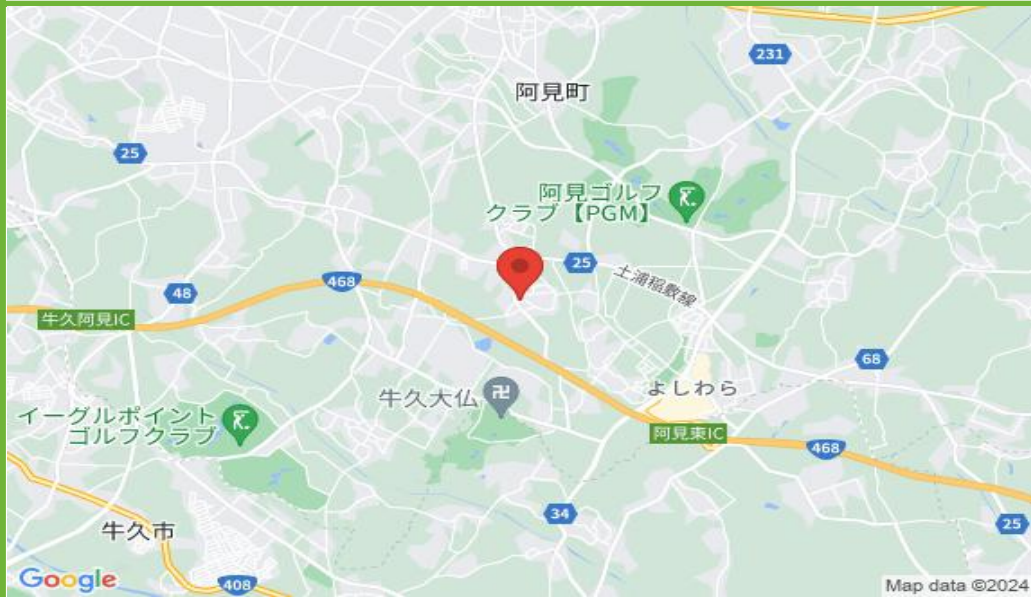 231
阿見町
25
阿見ゴルフ
クラブ【PGM】
25
土浦稲敷線
468
48
牛久阿見IC
68
よしわら
牛久大仏
卍
イーグルポイント
ゴルフクラブ
阿見東IC
468
34
25
牛久市
408
Google
Map data ©2024